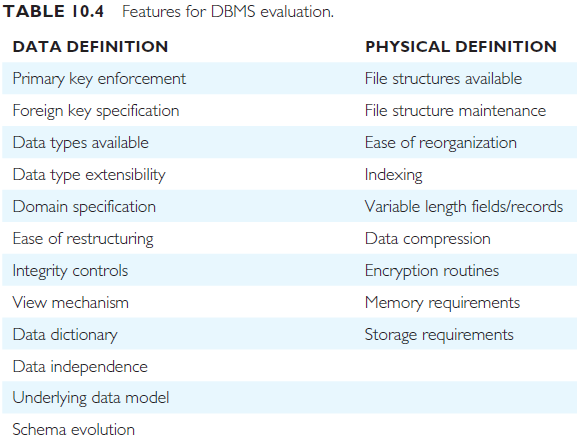 TABLE 10.4 Features for DBMS evaluation.
DATA DEFINITION PHYSICAL DEFINITION
Primary key enforcement File structures available
Foreign key specification File structure maintenance
Data types available Ease of reorganization
Data type extensibility Indexing
Domain specification Variable length fields/records
Ease of restructuring Data compression
Integrity controls Encryption routines
View mechanism Memory requirements
Data dictionary Storage requirements
Data independence
Underlying data model
Schema evolution